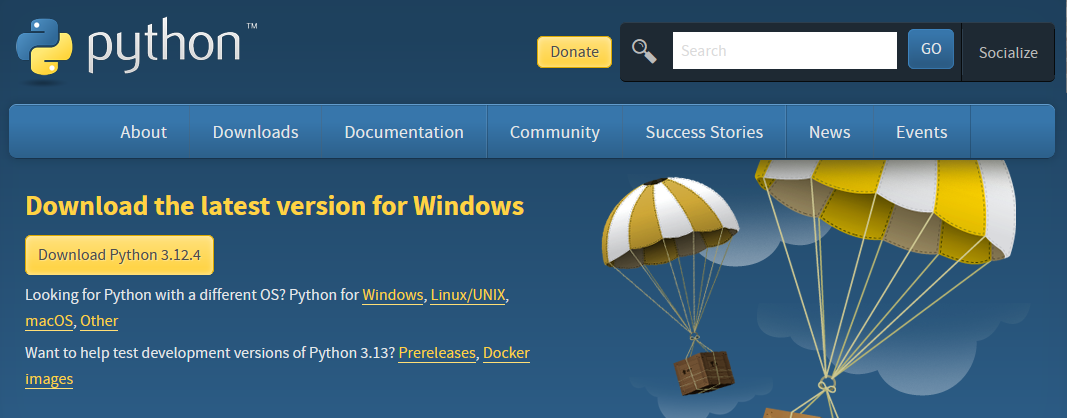 python™
Donate
Search
GO
Socialize
About Downloads Documentation Community Success Stories News Events
Download the latest version for Windows
Download Python 3.12.4
Looking for Python with a different OS? Python for Windows, Linux/UNIX,
macOS, Other
Want to help test development versions of Python 3.13? Prereleases, Docker
images